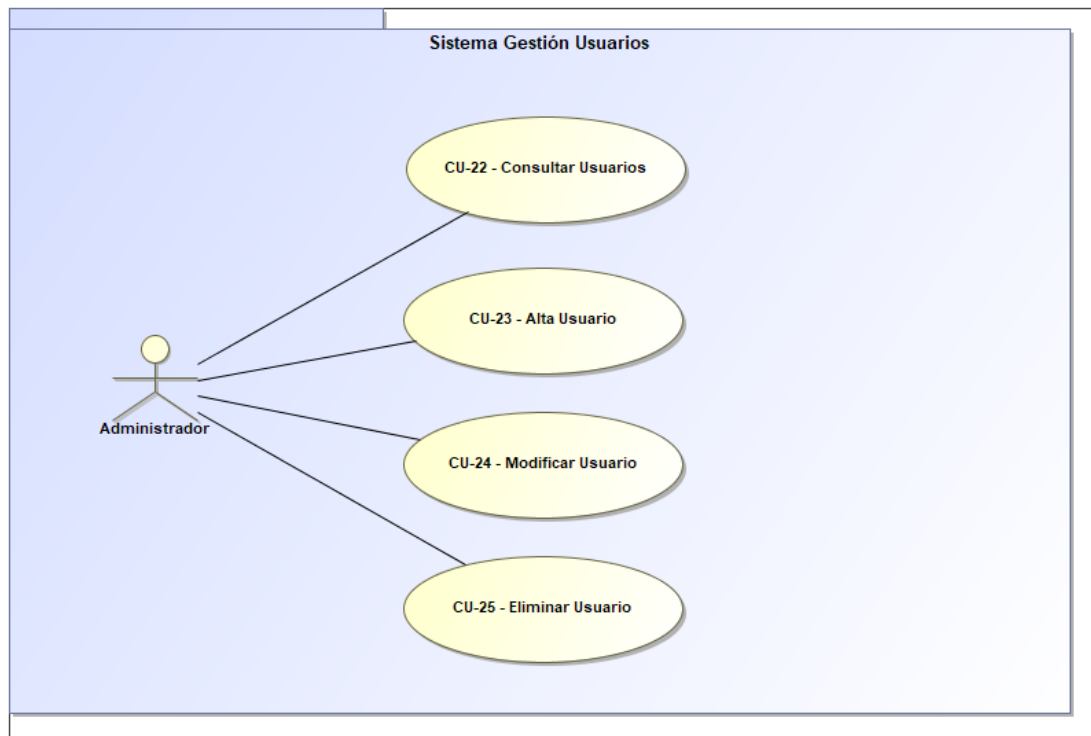 Sistema Gestión Usuarios
CU-22 - Consultar Usuarios
CU-23 - Alta Usuario
Administrador
CU-24 - Modificar Usuario
CU-25 - Eliminar Usuario